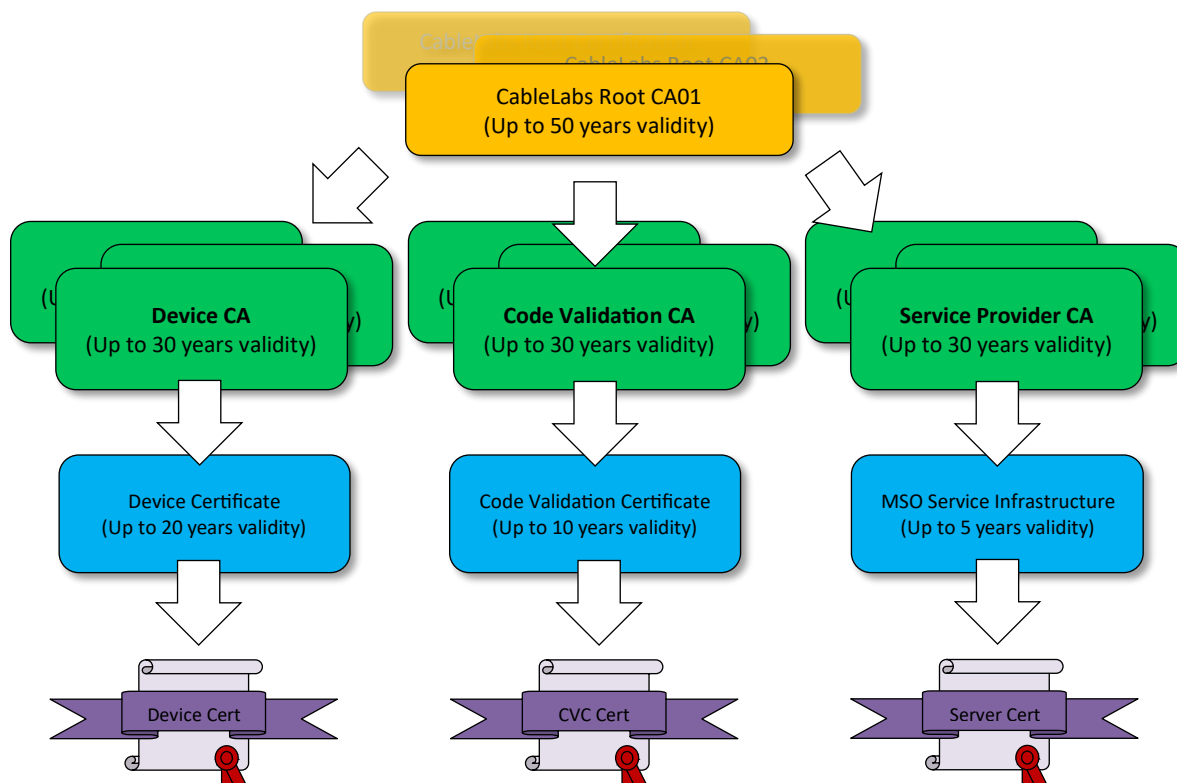 CableLabs Root CA01
(Up to 50 years validity)
Device CA
(Up to 30 years validity)
Code Validation CA
(Up to 30 years validity)
Service Provider CA
(Up to 30 years validity)
Device Certificate
(Up to 20 years validity)
Code Validation Certificate
(Up to 10 years validity)
MSO Service Infrastructure
(Up to 5 years validity)
Device Cert
CVC Cert
Server Cert